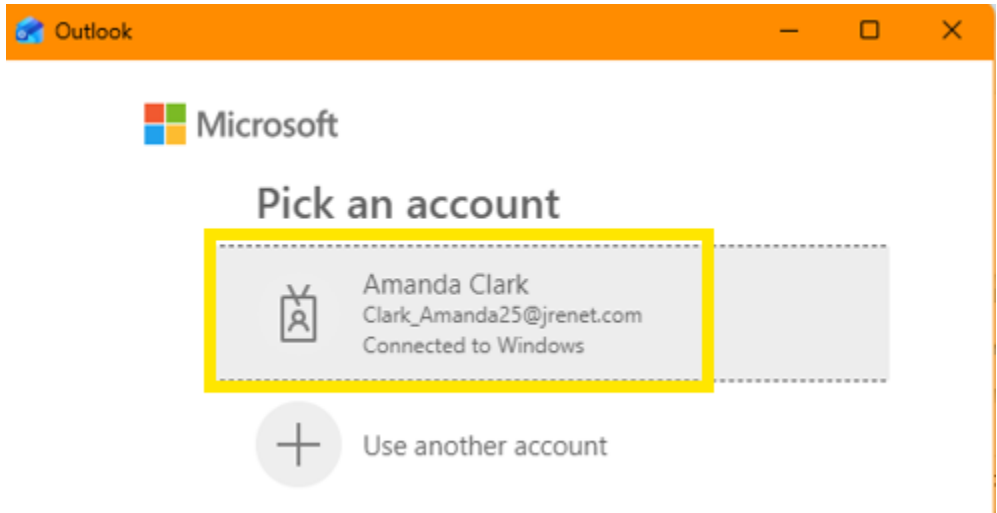 Outlook
Microsoft
Pick an account
Amanda Clark
Clark_Amanda25@jrenet.com
Connected to Windows
Use another account